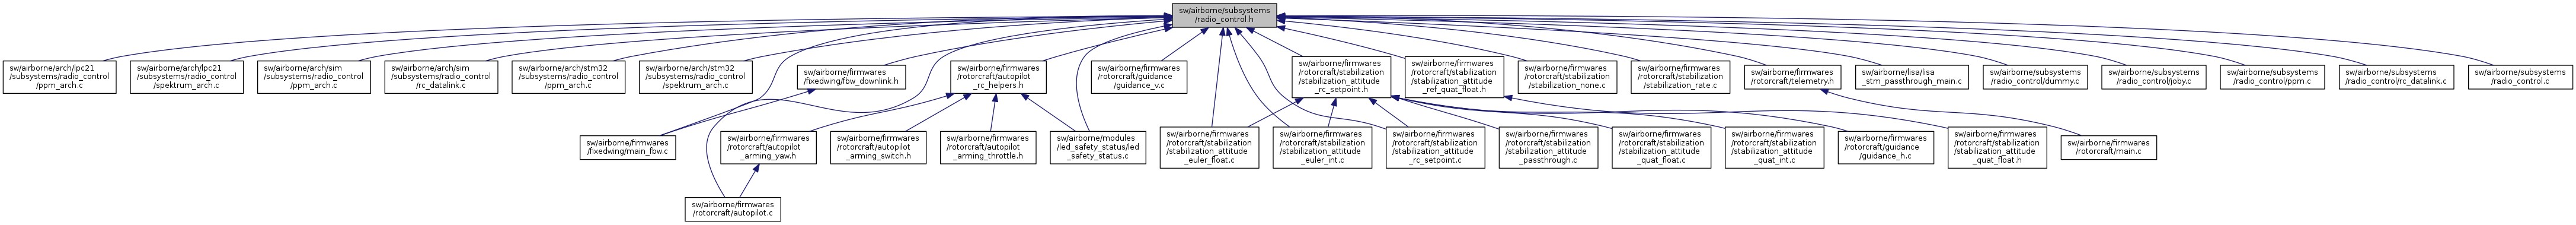 sw/airborne/subsystems
/radio_control.h
sw/airborne/arch/lpc21
/subsystems/radio_control
/ppm_arch.c
sw/airborne/arch/lpc21
/subsystems/radio_control
/spektrum_arch.c
sw/airborne/arch/sim
/subsystems/radio_control
/ppm_arch.c
sw/airborne/arch/sim
/subsystems/radio_control
/rc_datalink.c
sw/airborne/arch/stm32
/subsystems/radio_control
/ppm_arch.c
sw/airborne/arch/stm32
/subsystems/radio_control
/spektrum_arch.c
sw/airborne/firmwares
/fixedwing/fbw_downlink.h
sw/airborne/firmwares
/rotorcraft/autopilot
_rc_helpers.h
sw/airborne/firmwares
/rotorcraft/guidance
/guidance_v.c
sw/airborne/firmwares
/rotorcraft/stabilization
/stabilization_attitude
_rc_setpoint.h
sw/airborne/firmwares
/rotorcraft/stabilization
/stabilization_attitude
_ref_quat_float.h
sw/airborne/firmwares
/rotorcraft/stabilization
/stabilization_none.c
sw/airborne/firmwares
/rotorcraft/stabilization
/stabilization_rate.c
sw/airborne/firmwares
/rotorcraft/telemetry.h
sw/airborne/lisa/lisa
_stm_passthrough_main.c
sw/airborne/subsystems
/radio_control/dummy.c
sw/airborne/subsystems
/radio_control/joby.c
sw/airborne/subsystems
/radio_control/ppm.c
sw/airborne/subsystems
/radio_control/rc_datalink.c
sw/airborne/subsystems
/radio_control.c
sw/airborne/firmwares
/fixedwing/main_fbw.c
sw/airborne/firmwares
/rotorcraft/autopilot
_arming_yaw.h
sw/airborne/firmwares
/rotorcraft/autopilot
_arming_switch.h
sw/airborne/firmwares
/rotorcraft/autopilot
_arming_throttle.h
sw/airborne/modules
/led_safety_status/led
_safety_status.c
sw/airborne/firmwares
/rotorcraft/stabilization
/stabilization_attitude
_euler_float.c
sw/airborne/firmwares
/rotorcraft/stabilization
/stabilization_attitude
_euler_int.c
sw/airborne/firmwares
/rotorcraft/stabilization
/stabilization_attitude
_rc_setpoint.c
sw/airborne/firmwares
/rotorcraft/stabilization
/stabilization_attitude
_passthrough.c
sw/airborne/firmwares
/rotorcraft/stabilization
/stabilization_attitude
_quat_float.c
sw/airborne/firmwares
/rotorcraft/stabilization
/stabilization_attitude
_quat_int.c
sw/airborne/firmwares
/rotorcraft/guidance
/guidance_h.c
sw/airborne/firmwares
/rotorcraft/stabilization
/stabilization_attitude
_quat_float.h
sw/airborne/firmwares
/rotorcraft/main.c
sw/airborne/firmwares
/rotorcraft/autopilot.c